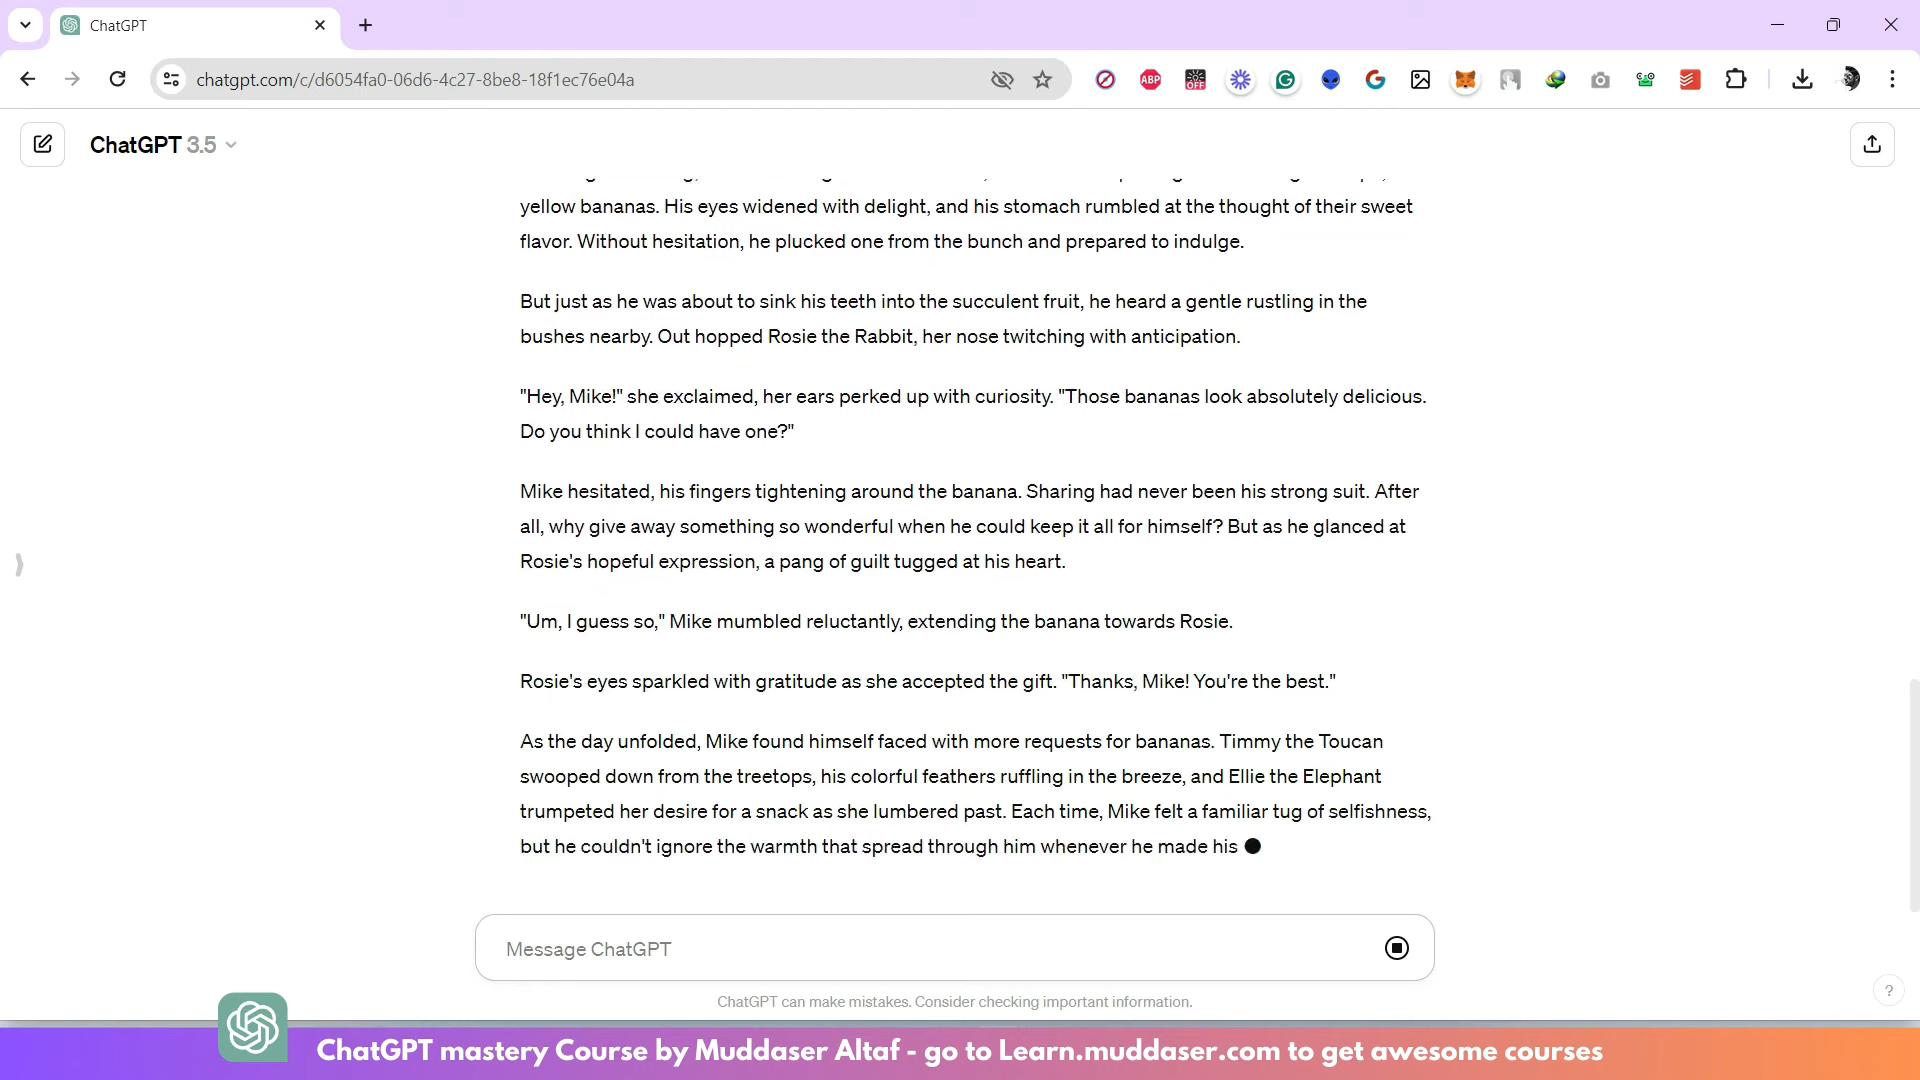 ChatGPT
chatgpt.com/c/d6054fa0-06d6-4c27-8be8-18f1ec76e04a
ABP
OFF
ChatGPT 3.5
yellow bananas. His eyes widened with delight, and his stomach rumbled at the thought of their sweet
flavor. Without hesitation, he plucked one from the bunch and prepared to indulge.
But just as he was about to sink his teeth into the succulent fruit, he heard a gentle rustling in the
bushes nearby. Out hopped Rosie the Rabbit, her nose twitching with anticipation.
"Hey, Mike!" she exclaimed, her ears perked up with curiosity. "Those bananas look absolutely delicious.
Do you think I could have one?"
Mike hesitated, his fingers tightening around the banana. Sharing had never been his strong suit. After
all, why give away something so wonderful when he could keep it all for himself? But as he glanced at
Rosie's hopeful expression, a pang of guilt tugged at his heart.
"Um, I guess so," Mike mumbled reluctantly, extending the banana towards Rosie.
Rosie's eyes sparkled with gratitude as she accepted the gift. "Thanks, Mike! You're the best."
As the day unfolded, Mike found himself faced with more requests for bananas. Timmy the Toucan
swooped down from the treetops, his colorful feathers ruffling in the breeze, and Ellie the Elephant
trumpeted her desire for a snack as she lumbered past. Each time, Mike felt a familiar tug of selfishness,
but he couldn't ignore the warmth that spread through him whenever he made his
Message ChatGPT
ChatGPT can make mistakes. Consider checking important information.
?
ChatGPT mastery Course by Muddaser Altaf - go to Learn.muddaser.com to get awesome courses